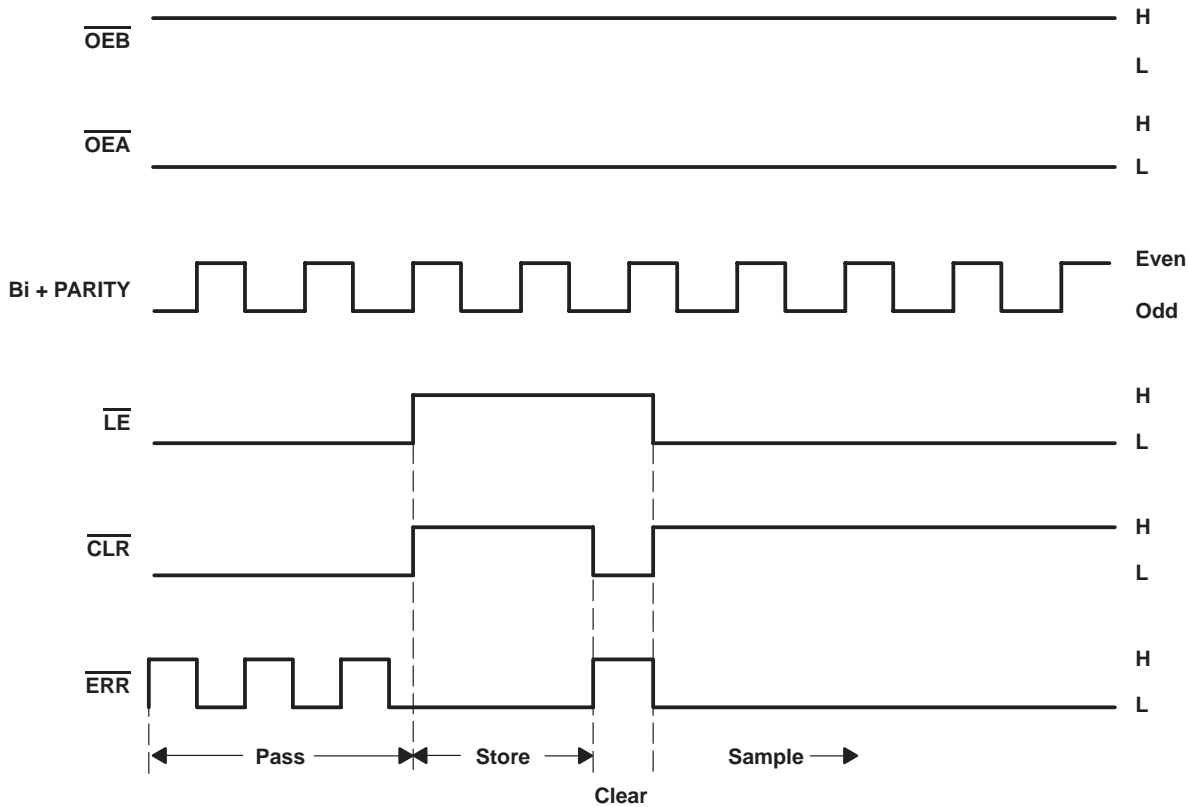 H
OEB
L
H
OEA
L
Even
Bi + PARITY
Odd
H
LE
L
H
CLR
L
H
ERR
L
Pass
Store
Sample
Clear